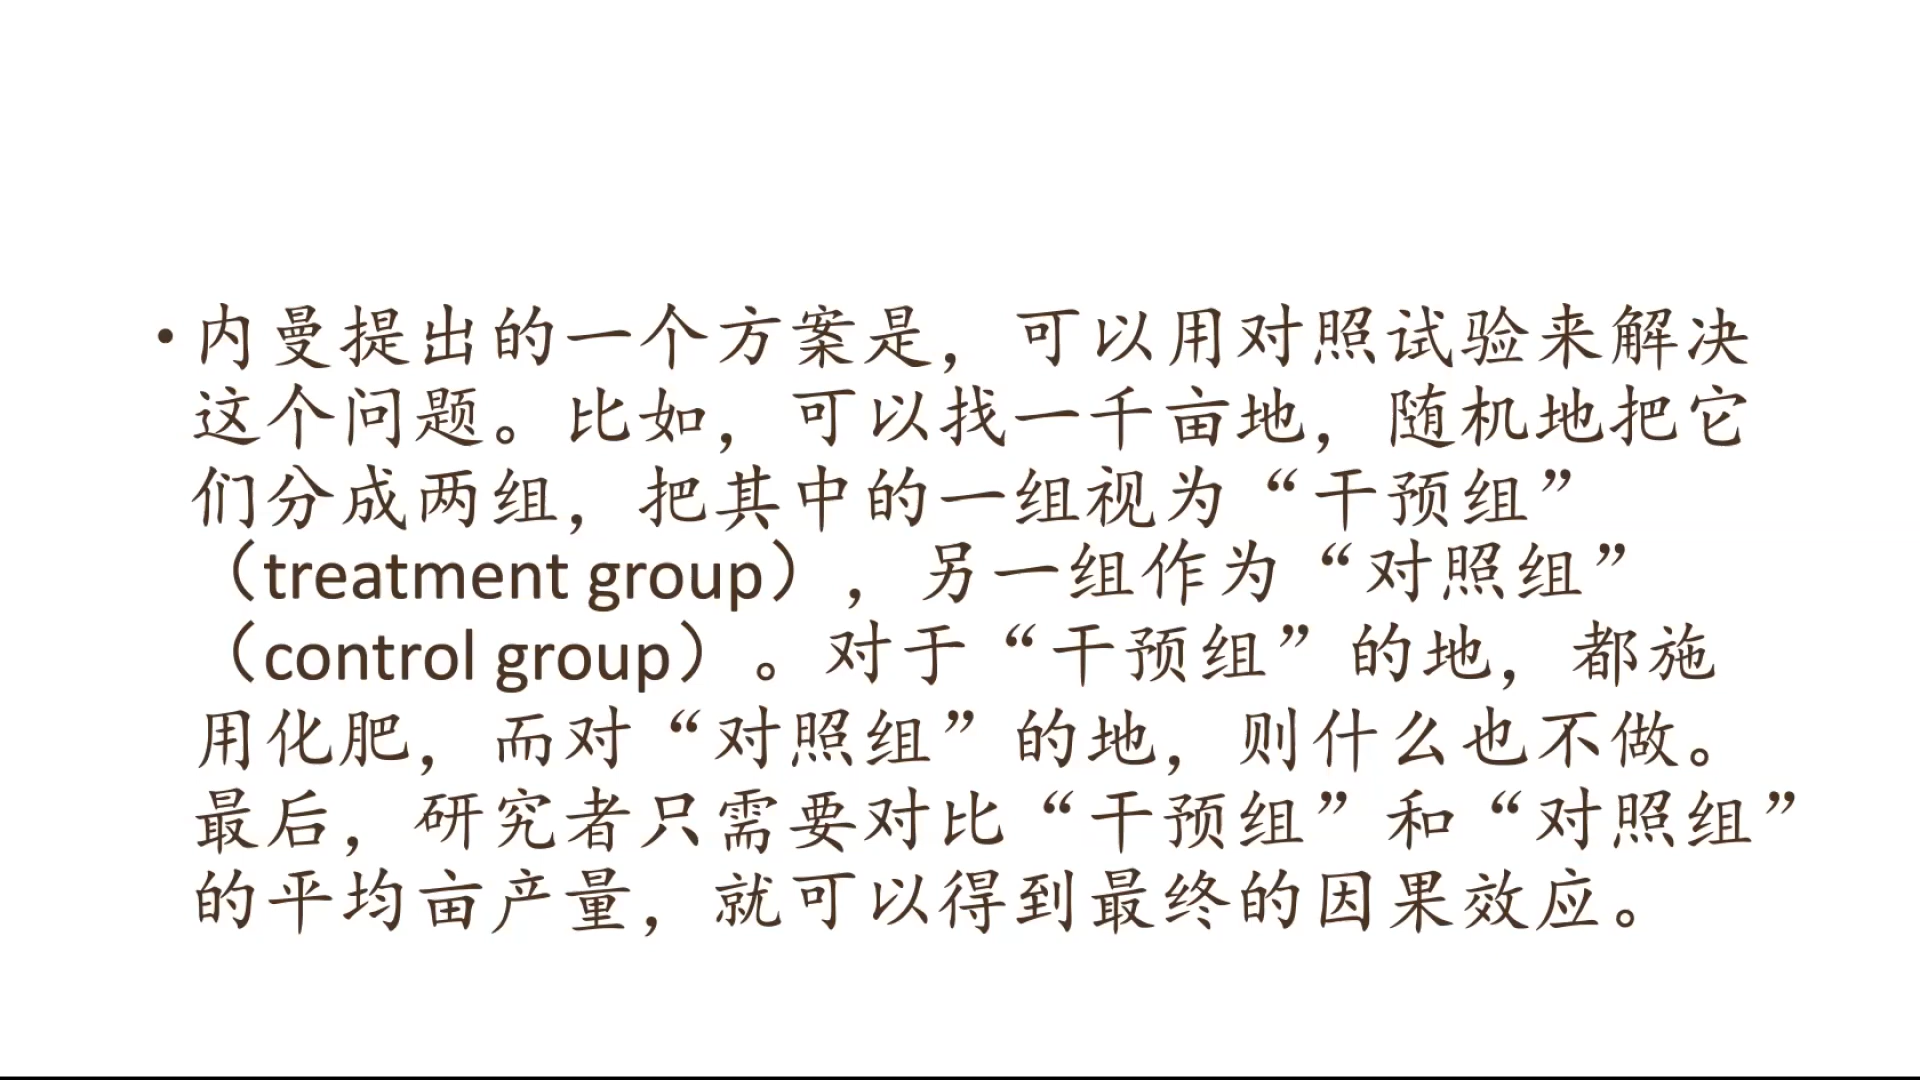 •内曼提出的一个方案是，可以用对照试验来解决
这个问题。比如，可以找一千亩地，随机地把它
们分成两组，把其中的一组视为“干预组”
（treatment group），另一组作为“对照组”
（control group）。对于“干预组”的地，都施
用化肥，而对“对照组”的地，则什么也不做。
最后，研究者只需要对比“干预组”和“对照组”
的平均亩产量，就可以得到最终的因果效应。